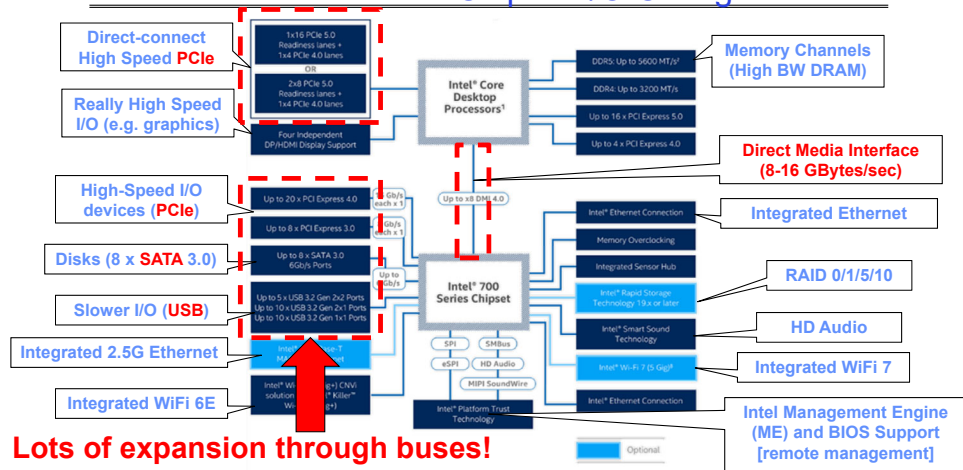 Direct-connect
High Speed PCIe
Really High Speed
I/O (e.g. graphics)
High-Speed I/O
devices (PCIe)
Disks (8 x SATA 3.0)
Slower I/O (USB)
Integrated 2.5G Ethernet
Integrated WiFi 6E
1x16 PCIe 5.0
Readiness lanes +
1x4 PCIe 4.0 lanes
OR
2x8 PCIe 5.0
Readiness lanes +
1x4 PCIe 4.0 lanes
Four Independent
DP/HDMI Display Support
Up to 20 x PCI Express 4.0
Up to 8 x PCI Express 3.0
Up to 8 x SATA 3.0
6Gb/s Ports
Up to 5 x USB 3.2 Gen 2x2 Ports
Up to 10 x USB 3.2 Gen 2x1 Ports
Up to 10 x USB 3.2 Gen 1x1 Ports
Gb/s
each x 1
Gb/s
each x 1
Up to
Intel® Core
Desktop
Processors¹
Up to x8 DMI 4.0
Intel® 700
Series Chipset
SPI
SMBus
eSPI
HD Audio
MIPI SoundWire
Intel® Platform Trust
Technology
DDR5: Up to 5600 MT/s²
DDR4: Up to 3200 MT/s
Up to 16 x PCI Express 5.0
Up to 4 x PCI Express 4.0
Intel® Ethernet Connection
Memory Overclocking
Integrated Sensor Hub
Intel® Rapid Storage
Technology 19.x or later
Intel® Smart Sound
Technology
Intel® Wi-Fi 7 (5 Gig)
Intel® Ethernet Connection
Optional
Memory Channels
(High BW DRAM)
Direct Media Interface
(8-16 GBytes/sec)
Integrated Ethernet
RAID 0/1/5/10
HD Audio
Integrated WiFi 7
Intel Management Engine
(ME) and BIOS Support
[remote management]
Lots of expansion through buses!